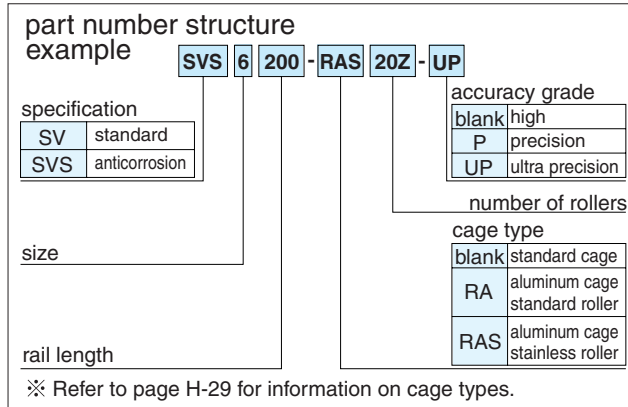 part number structure
example
SVS 6 200 - RAS 20Z - UP
specification
SV standard
SVS anticorrosion
size
rail length
accuracy grade
blank high
P precision
UP ultra precision
number of rollers
cage type
blank standard cage
RA aluminum cage
standard roller
RAS aluminum cage
stainless roller
※ Refer to page H-29 for information on cage types.